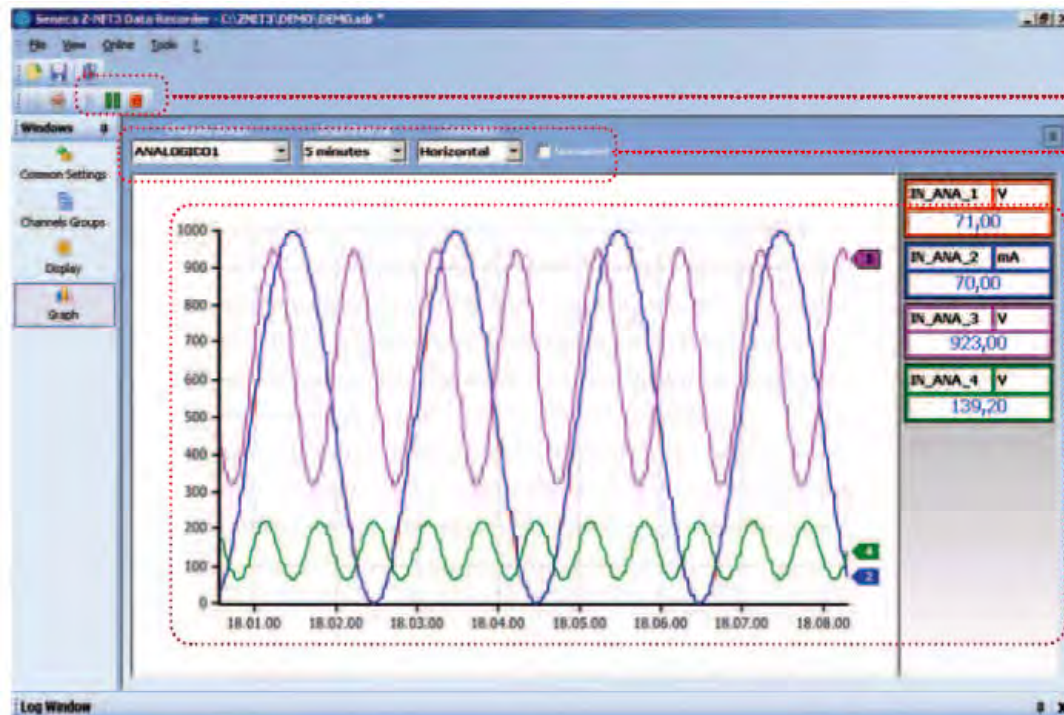 Seneca Z-NET3 Data Recorder - C:\ZNET3\DEMO\DEMO.adr *
File View Online Tools ?
Windows
ANALOGICO1 5 minutes Horizontal
Common Settings
Channels Groups
Display
Graph
IN_ANA_1 V
71,00
IN_ANA_2 mA
70,00
IN_ANA_3 V
923,00
IN_ANA_4 V
139,20
1000
900
800
700
600
500
400
300
200
100
0
3
4
2
18.01.00 18.02.00 18.03.00 18.04.00 18.05.00 18.06.00 18.07.00 18.08.00
Log Window